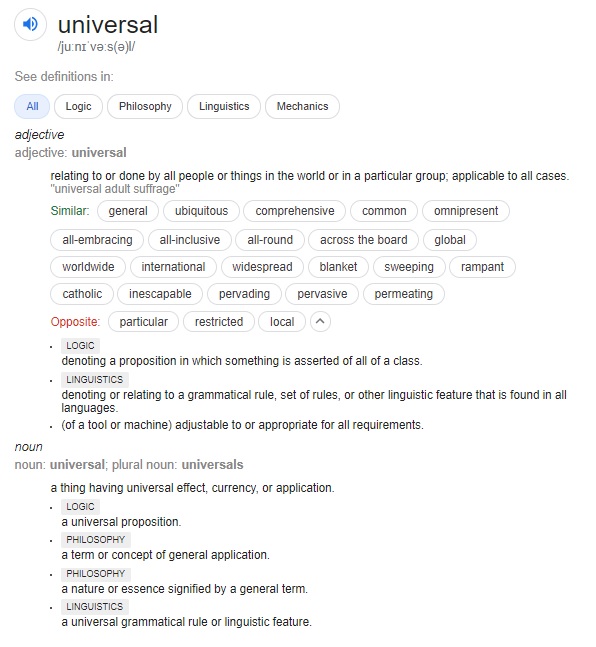 universal
/juːnɪˈvəːs(ə)l/
See definitions in:
All Logic Philosophy Linguistics Mechanics
adjective
adjective: universal
relating to or done by all people or things in the world or in a particular group; applicable to all cases.
"universal adult suffrage"
Similar: general ubiquitous comprehensive common omnipresent
all-embracing all-inclusive all-round across the board global
worldwide international widespread blanket sweeping rampant
catholic inescapable pervading pervasive permeating
Opposite: particular restricted local
LOGIC
denoting a proposition in which something is asserted of all of a class.
LINGUISTICS
denoting or relating to a grammatical rule, set of rules, or other linguistic feature that is found in all
languages.
(of a tool or machine) adjustable to or appropriate for all requirements.
noun
noun: universal; plural noun: universals
a thing having universal effect, currency, or application.
LOGIC
a universal proposition.
PHILOSOPHY
a term or concept of general application.
PHILOSOPHY
a nature or essence signified by a general term.
LINGUISTICS
a universal grammatical rule or linguistic feature.